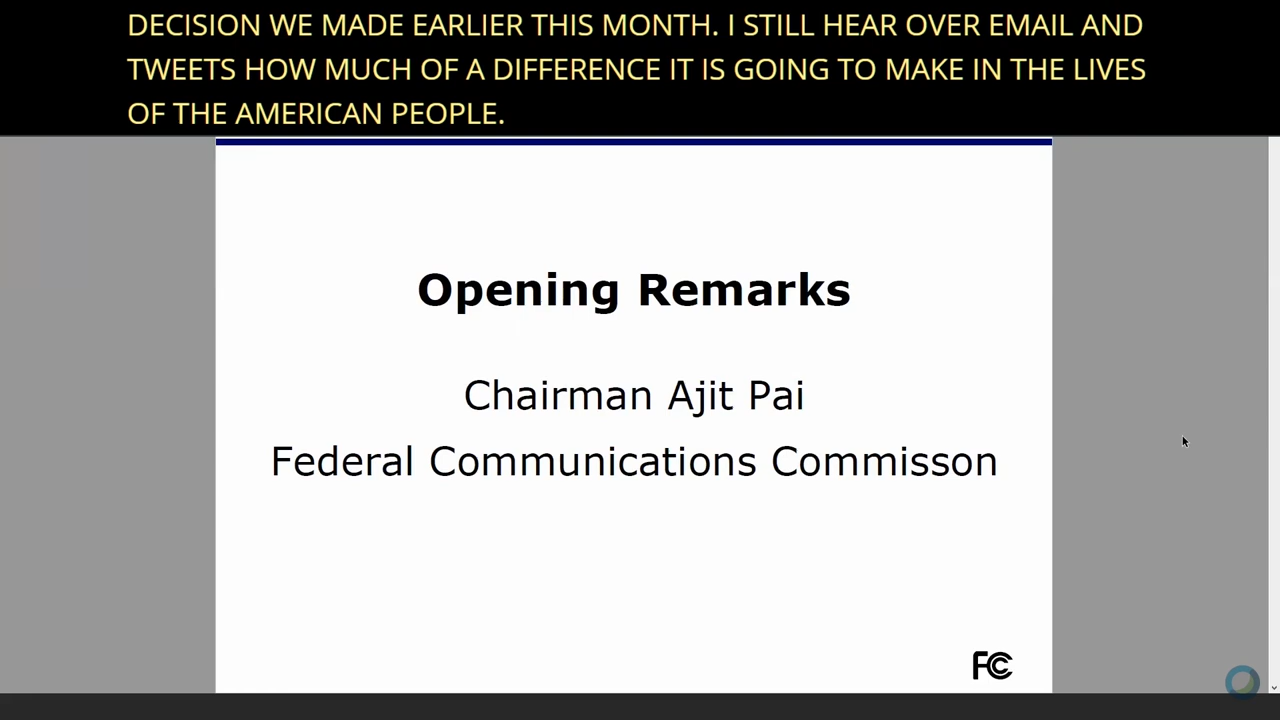 DECISION WE MADE EARLIER THIS MONTH. I STILL HEAR OVER EMAIL AND
TWEETS HOW MUCH OF A DIFFERENCE IT IS GOING TO MAKE IN THE LIVES
OF THE AMERICAN PEOPLE.
Opening Remarks
Chairman Ajit Pai
Federal Communications Commisson
FCC